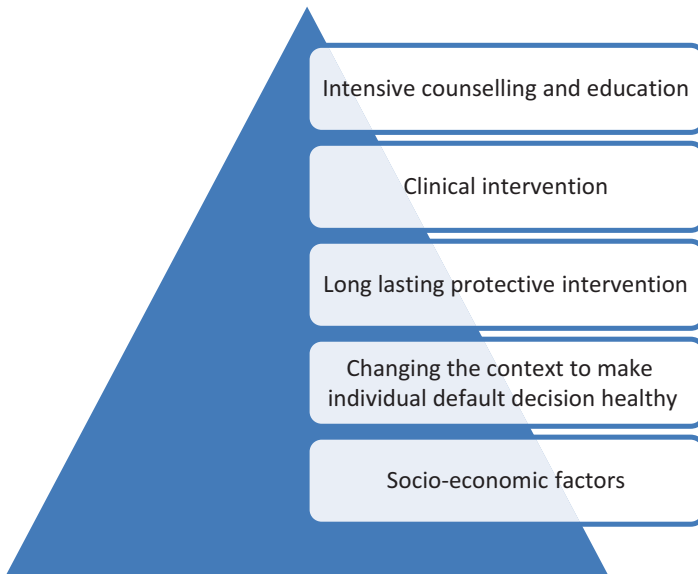 Intensive counselling and education
Clinical intervention
Long lasting protective intervention
Changing the context to make
individual default decision healthy
Socio-economic factors